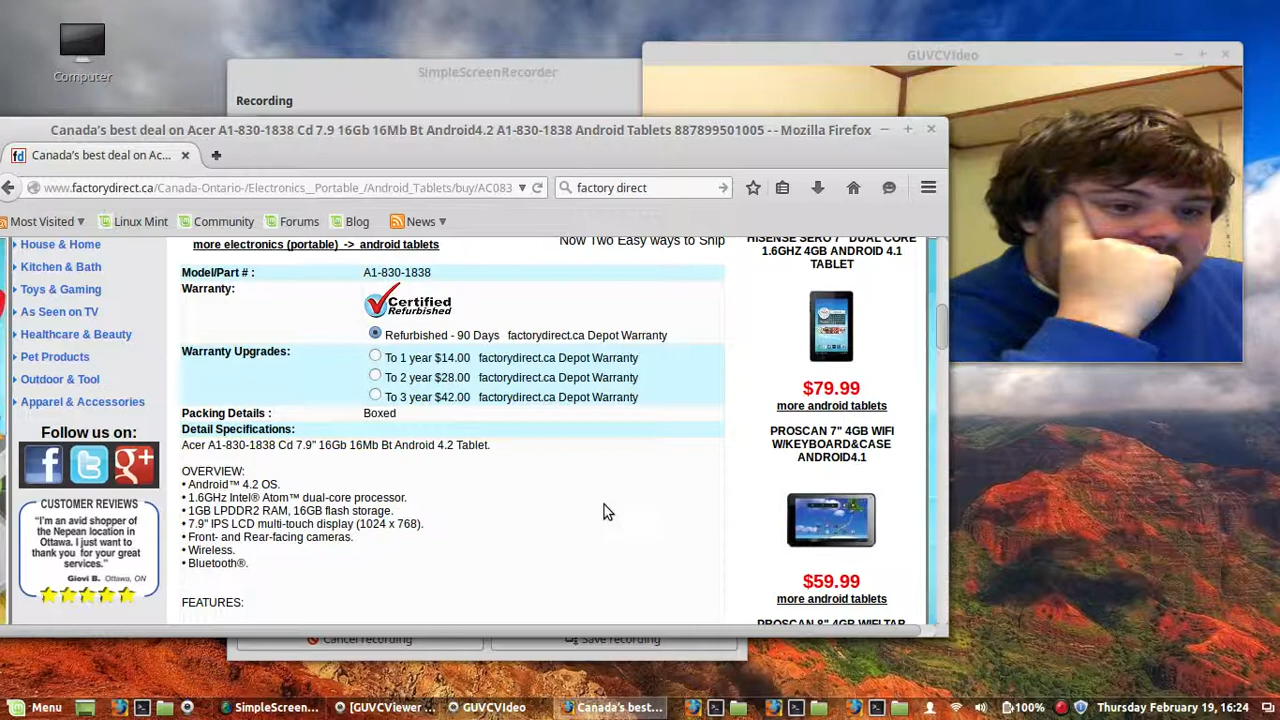 Computer
GUVCVideo
SimpleScreenRecorder
Recording
Canada's best deal on Acer A1-830-1838 Cd 7.9 16Gb 16Mb Bt Android4.2 A1-830-1838 Android Tablets 887899501005 - - Mozilla Firefox
fd Canada's best deal on Ac...
www.factorydirect.ca/Canada-Ontario-/Electronics__Portable_/Android_Tablets/buy/AC083
factory direct
Most Visited
Linux Mint
Community
Forums
Blog
News
House & Home
Kitchen & Bath
Toys & Gaming
As Seen on TV
Healthcare & Beauty
Pet Products
Outdoor & Tool
Apparel & Accessories
Follow us on:
f t g+
CUSTOMER REVIEWS
"I'm an avid shopper of
the Nepean location in
Ottawa. I just want to
thank you for your great
services."
Giovi B. Ottawa, ON
more electronics (portable) -> android tablets
Now Two Easy ways to Ship
Model/Part # : A1-830-1838
Warranty:
Certified
Refurbished
Refurbished - 90 Days factorydirect.ca Depot Warranty
Warranty Upgrades:
To 1 year $14.00 factorydirect.ca Depot Warranty
To 2 year $28.00 factorydirect.ca Depot Warranty
To 3 year $42.00 factorydirect.ca Depot Warranty
Packing Details : Boxed
Detail Specifications:
Acer A1-830-1838 Cd 7.9" 16Gb 16Mb Bt Android 4.2 Tablet.
OVERVIEW:
• Android™ 4.2 OS.
• 1.6GHz Intel® Atom™ dual-core processor.
• 1GB LPDDR2 RAM, 16GB flash storage.
• 7.9" IPS LCD multi-touch display (1024 x 768).
• Front- and Rear-facing cameras.
• Wireless.
• Bluetooth®.
FEATURES:
HISENSE SERO 7" DUAL CORE
1.6GHZ 4GB ANDROID 4.1
TABLET
$79.99
more android tablets
PROSCAN 7" 4GB WIFI
W/KEYBOARD&CASE
ANDROID4.1
$59.99
more android tablets
PROSCAN 8" 4GB WIFI TAB
Cancel recording
Save recording
Menu
SimpleScreen...
[GUVCViewer ...
GUVCVIdeo
Canada's best...
100%
Thursday February 19, 16:24